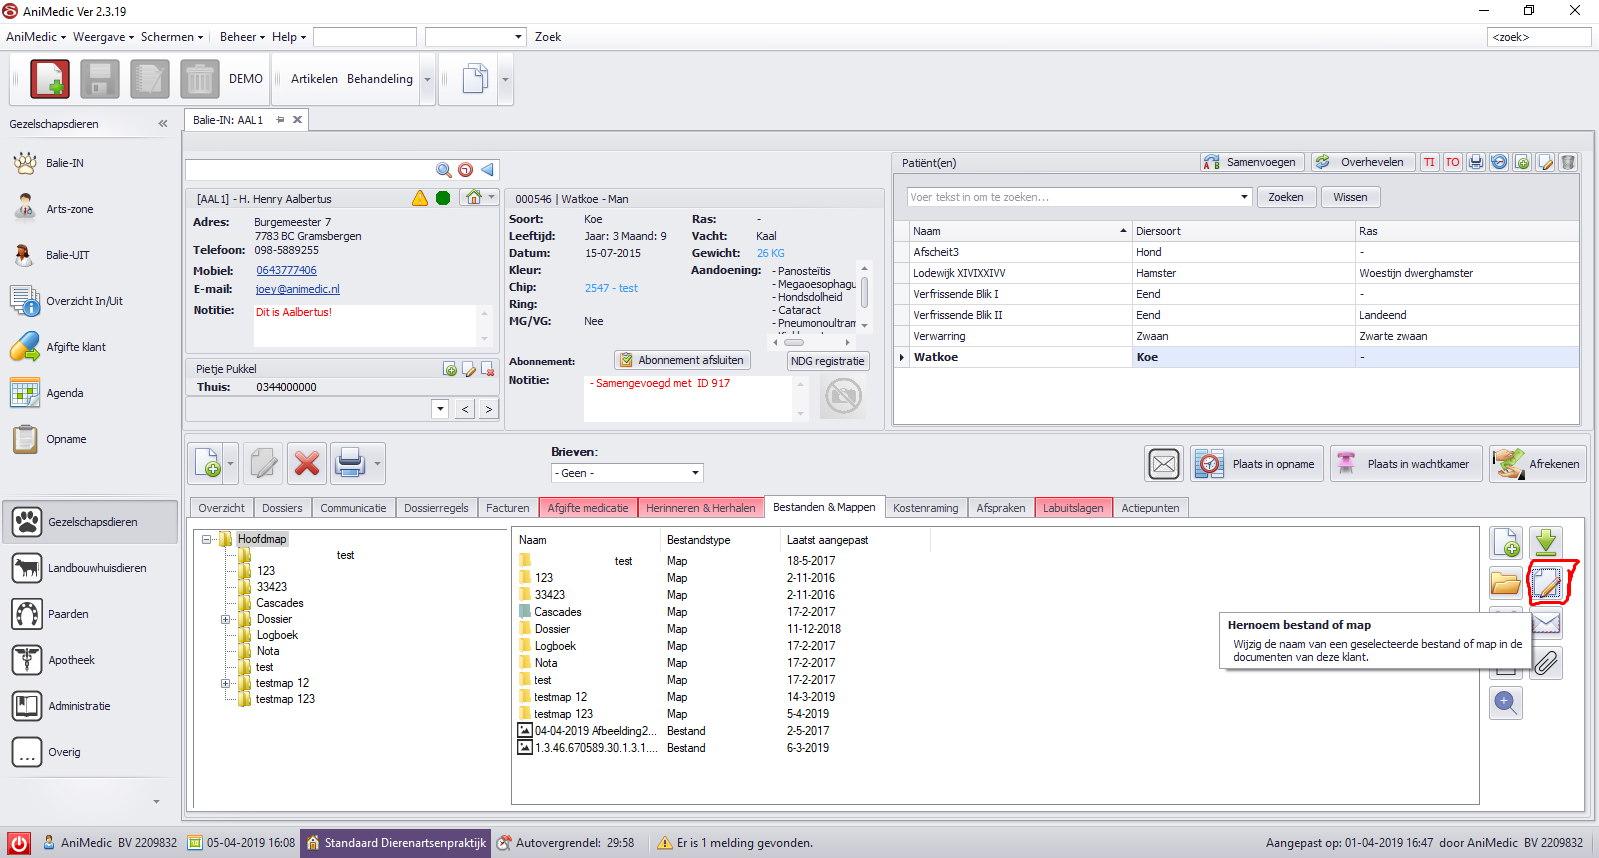 AniMedic Ver 2.3.19
AniMedic Weergave Schermen Beheer Help Zoek <zoek>
DEMO Artikelen Behandeling
Gezelschapsdieren
Balie-IN: AAL1
Balie-IN
Arts-zone
Balie-UIT
Overzicht In/Uit
Afgifte klant
Agenda
Opname
Gezelschapsdieren
Landbouwhuisdieren
Paarden
Apotheek
Administratie
... Overig
[AAL1] - H. Henry Aalbertus
Adres: Burgemeester 7
7783 BC Gramsbergen
Telefoon: 098-5889255
Mobiel: 0643777406
E-mail: joey@animedic.nl
Notitie: Dit is Aalbertus!
Pietje Pukkel
Thuis: 0344000000
< >
000546 | Watkoe - Man
Soort: Koe Ras: -
Leeftijd: Jaar: 3 Maand: 9 Vacht: Kaal
Datum: 15-07-2015 Gewicht: 26 KG
Kleur: Aandoening: - Panosteïtis
Chip: 2547 - test - Megaoesophagu
Ring: - Hondsdolheid
- Cataract
MG/VG: Nee - Pneumonoultram
Abonnement: Abonnement afsluiten NDG registratie
Notitie: - Samengevoegd met ID 917
Patiënt(en) Samenvoegen Overhevelen TI TO
Voer tekst in om te zoeken... Zoeken Wissen
Naam Diersoort Ras
Afscheit3 Hond -
Lodewijk XIVIXXIVV Hamster Woestijn dwerghamster
Verfrissende Blik I Eend -
Verfrissende Blik II Eend Landeend
Verwarring Zwaan Zwarte zwaan
Watkoe Koe -
Brieven:
- Geen -
Plaats in opname Plaats in wachtkamer Afrekenen
Overzicht Dossiers Communicatie Dossierregels Facturen Afgifte medicatie Herinneren & Herhalen Bestanden & Mappen Kostenraming Afspraken Labuitslagen Actiepunten
Hoofdmap
test
123
33423
Cascades
Dossier
Logboek
Nota
test
testmap 12
testmap 123
Naam Bestandstype Laatst aangepast
test Map 18-5-2017
123 Map 2-11-2016
33423 Map 2-11-2016
Cascades Map 17-2-2017
Dossier Map 11-12-2018
Logboek Map 17-2-2017
Nota Map 17-2-2017
test Map 17-2-2017
testmap 12 Map 14-3-2019
testmap 123 Map 5-4-2019
04-04-2019 Afbeelding2... Bestand 2-5-2017
1.3.46.670589.30.1.3.1.... Bestand 6-3-2019
Hernoem bestand of map
Wijzig de naam van een geselecteerde bestand of map in de
documenten van deze klant.
AniMedic BV 2209832 05-04-2019 16:08 Standaard Dierenartsenpraktijk Autovergrendel: 29:58 Er is 1 melding gevonden. Aangepast op: 01-04-2019 16:47 door AniMedic BV 2209832